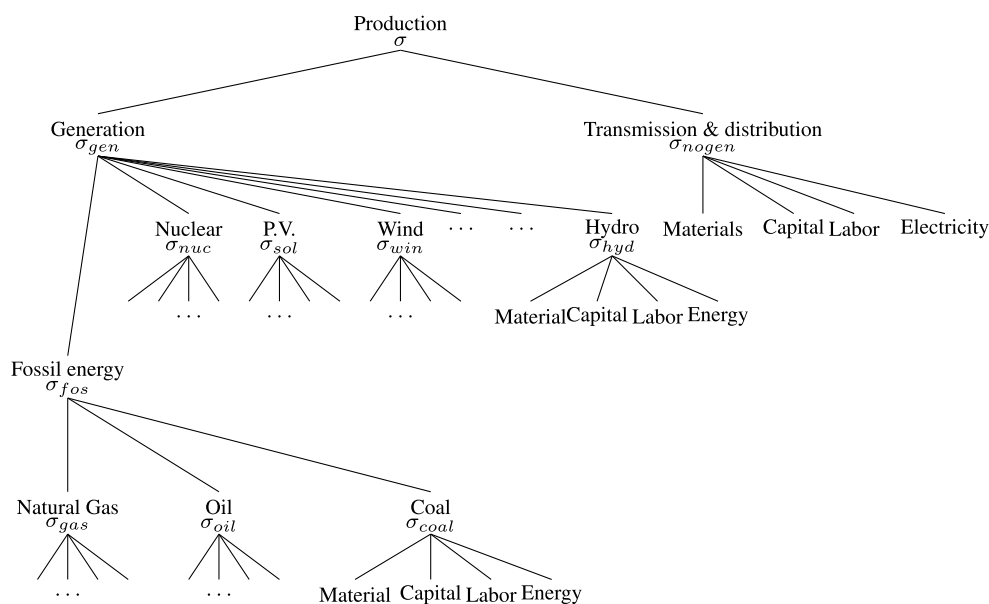 Production
σ
Generation
σ_gen
Transmission & distribution
σ_nogen
Nuclear
σ_nuc
P.V.
σ_sol
Wind
σ_win
. . .
. . .
Hydro
σ_hyd
Materials
Capital
Labor
Electricity
. . .
. . .
. . .
Material
Capital
Labor
Energy
Fossil energy
σ_fos
Natural Gas
σ_gas
Oil
σ_oil
Coal
σ_coal
. . .
. . .
Material
Capital
Labor
Energy